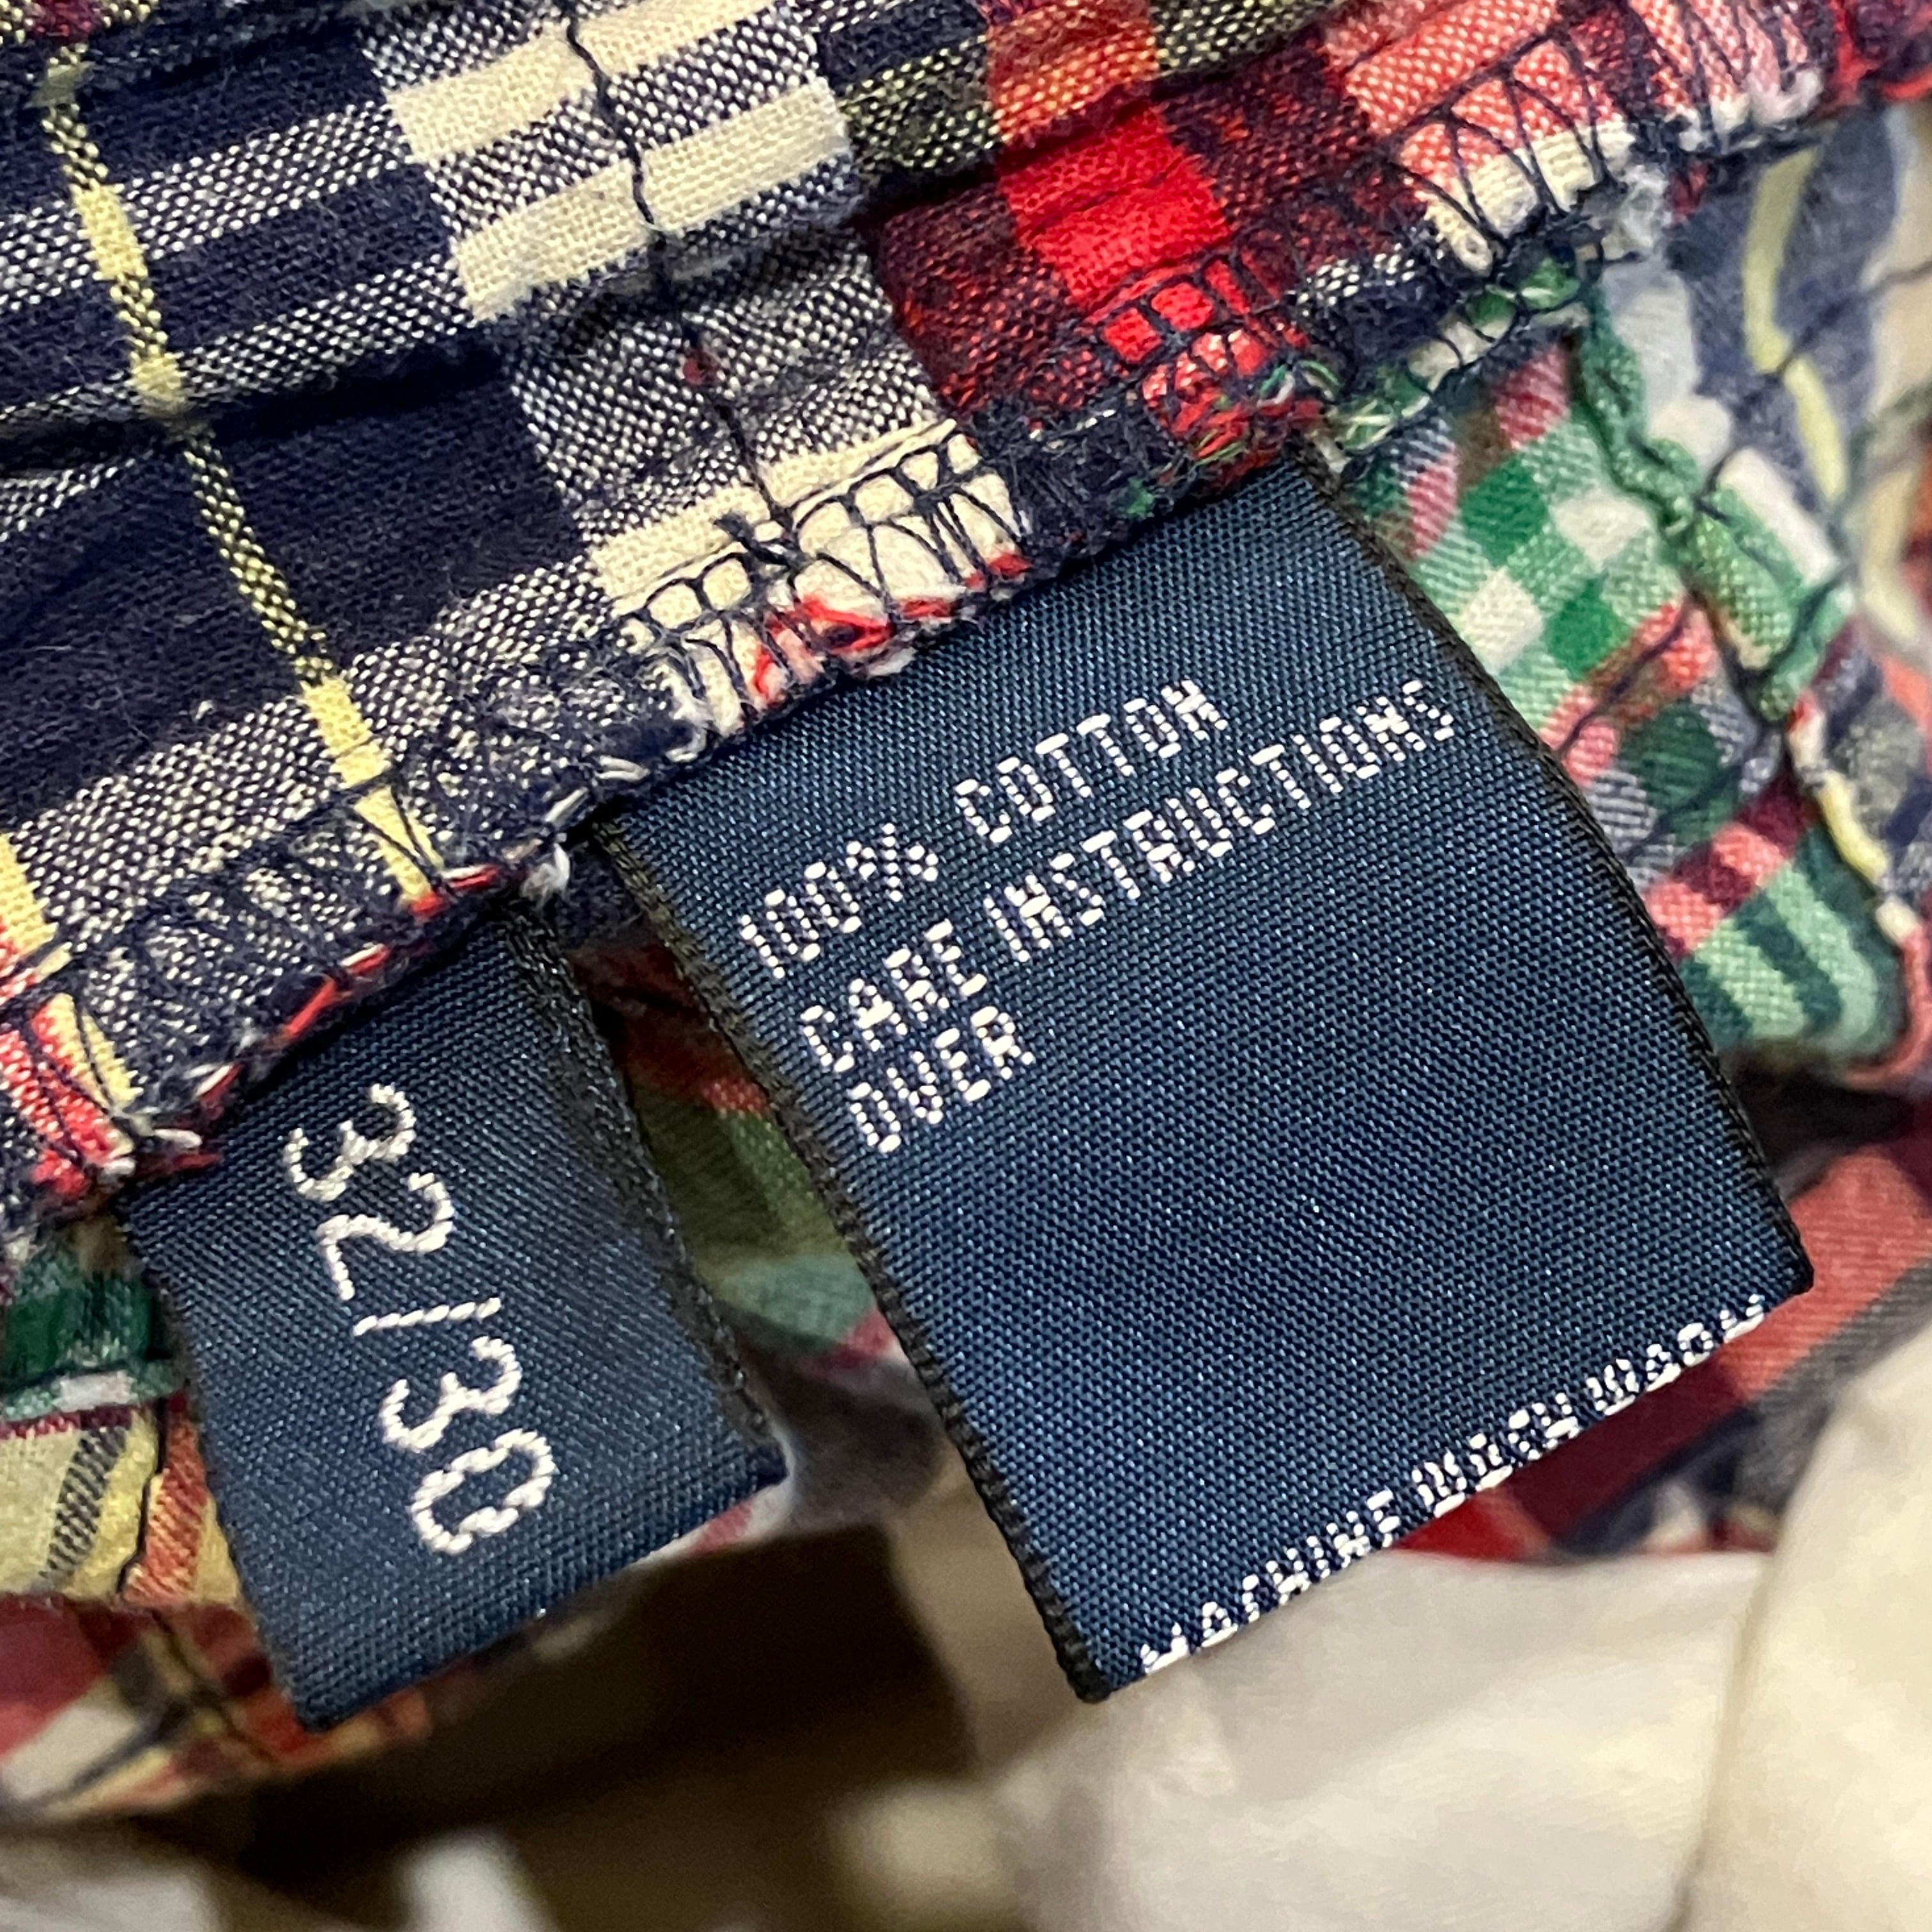 100% COTTON
CARE INSTRUCTIONS
OVER
MACHINE WASH WARM
32/30